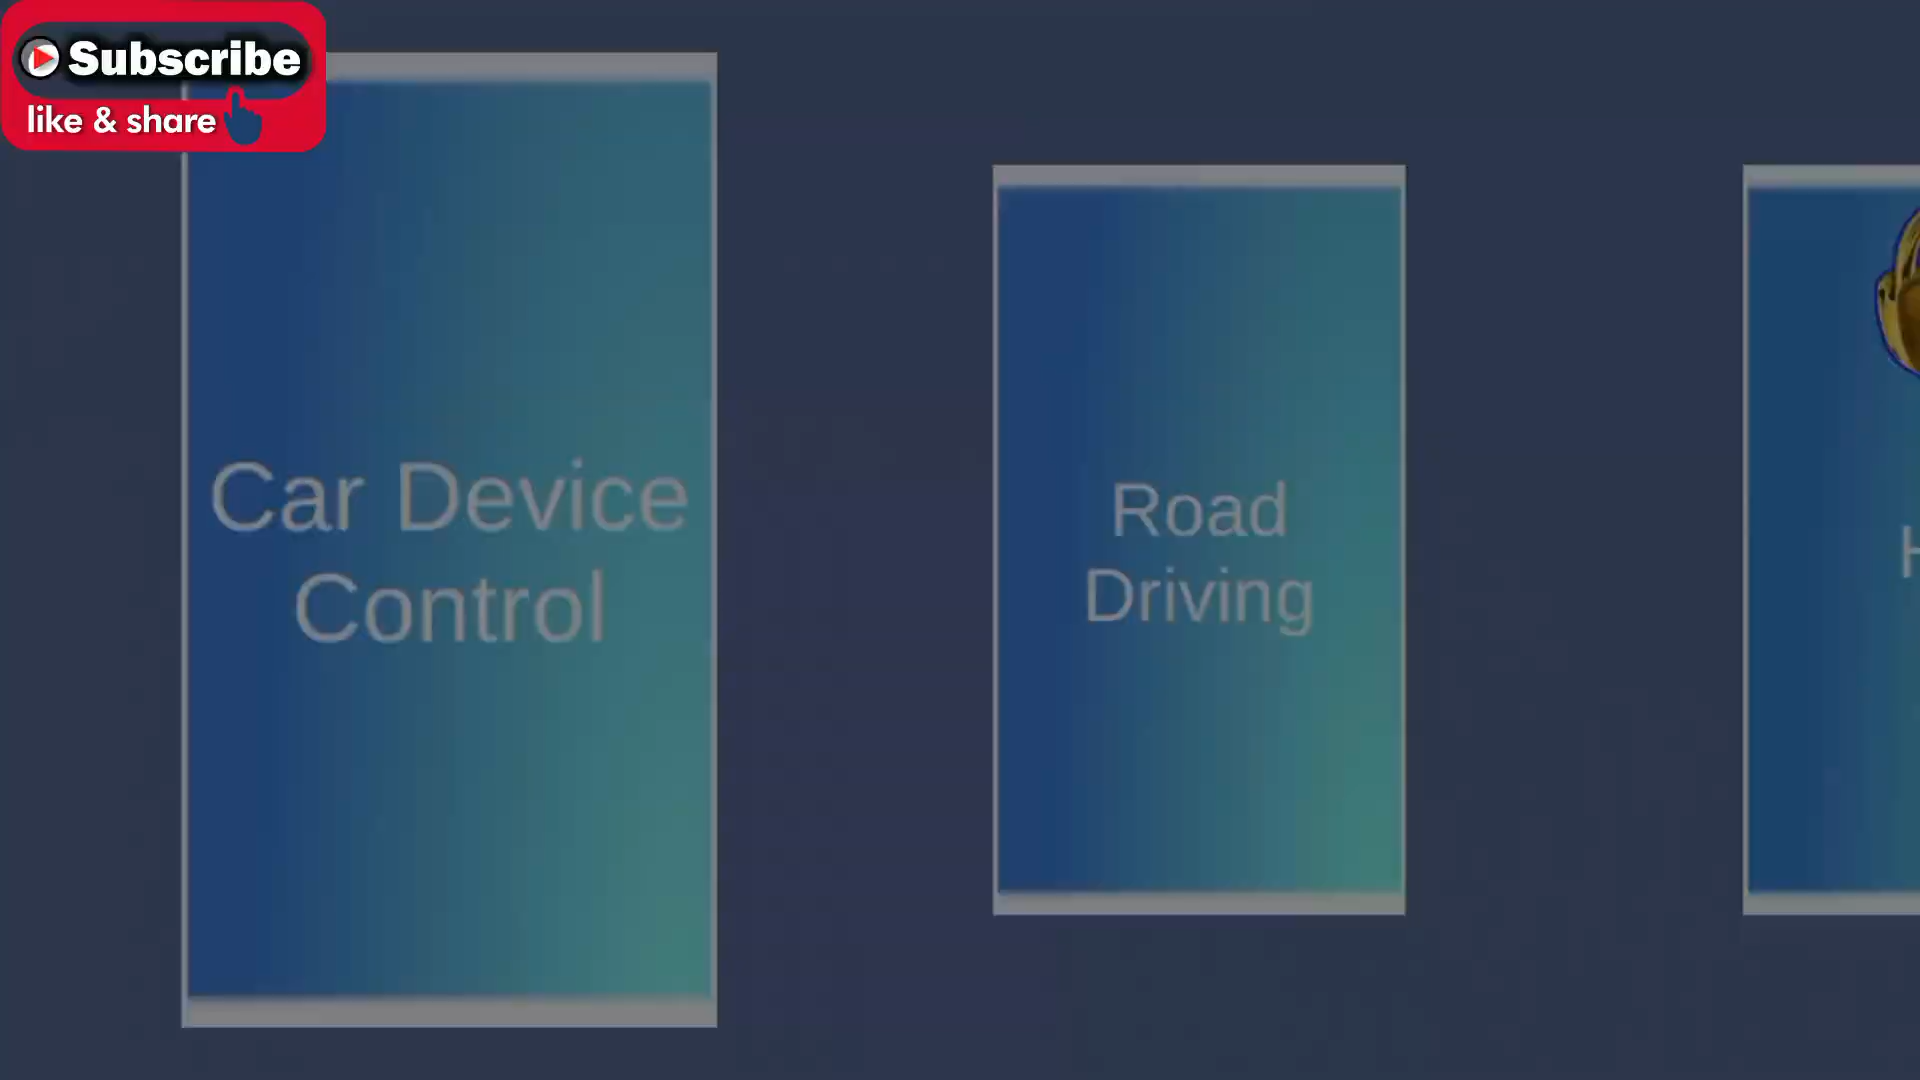 Subscribe
like & share
Car Device
Control
Road
Driving
H